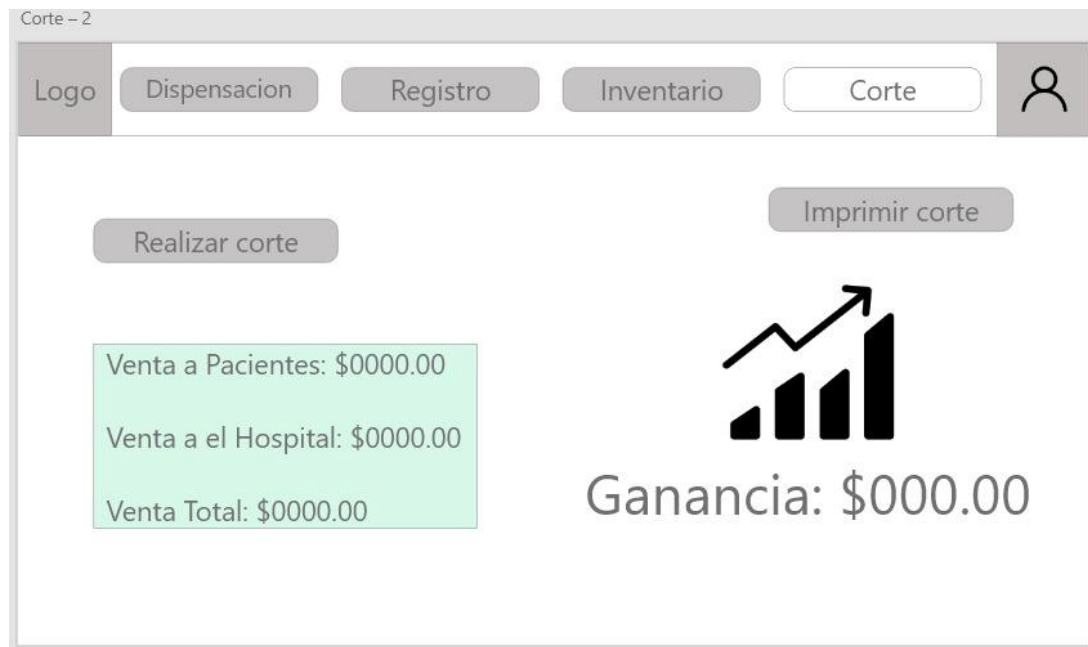 Corte – 2
Logo
Dispensacion
Registro
Inventario
Corte
Imprimir corte
Realizar corte
Venta a Pacientes: $0000.00
Venta a el Hospital: $0000.00
Venta Total: $0000.00
Ganancia: $000.00